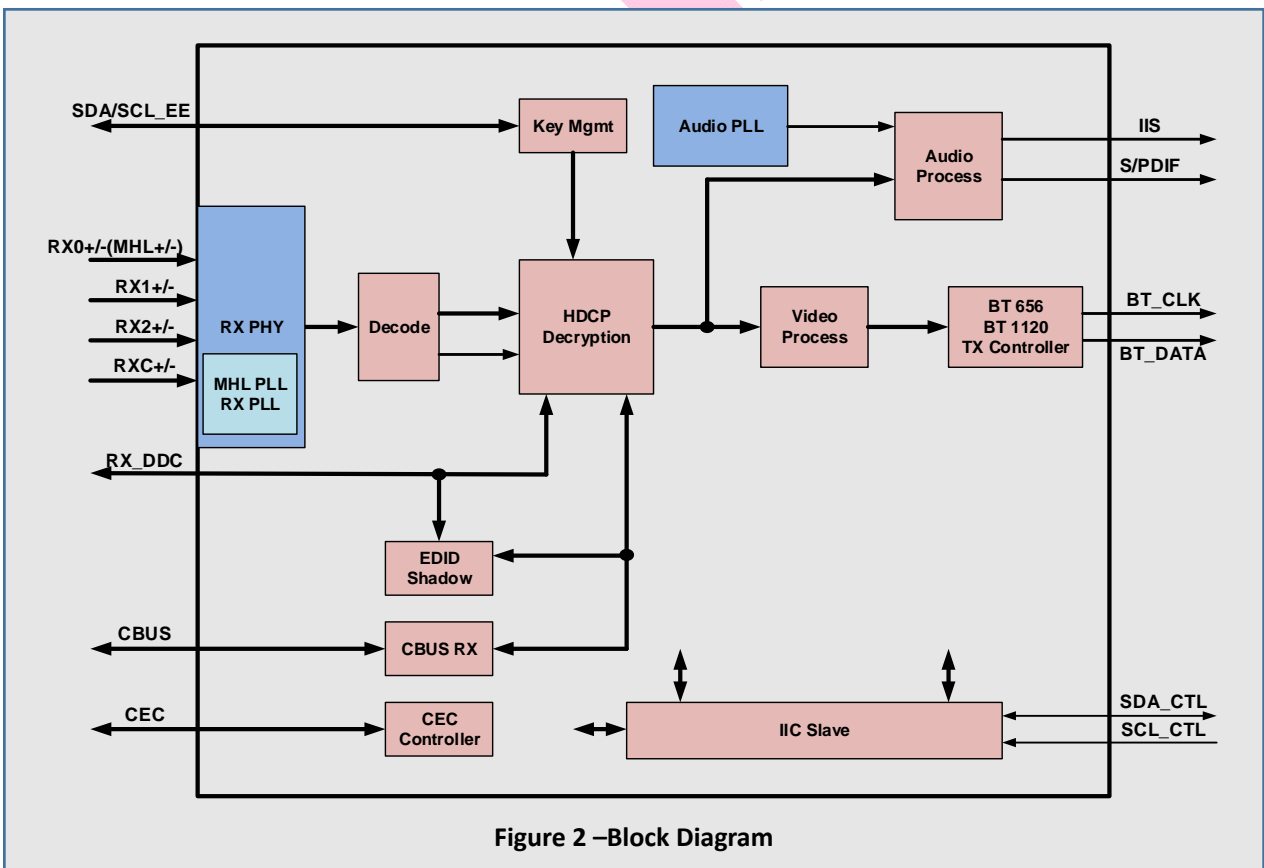 SDA/SCL_EE
Key Mgmt
Audio PLL
Audio
Process
IIS
S/PDIF
RX0+/-(MHL+/-)
RX1+/-
RX2+/-
RXC+/-
RX PHY
MHL PLL
RX PLL
Decode
HDCP
Decryption
Video
Process
BT 656
BT 1120
TX Controller
BT_CLK
BT_DATA
RX_DDC
EDID
Shadow
CBUS
CBUS RX
CEC
CEC
Controller
IIC Slave
SDA_CTL
SCL_CTL
Figure 2 –Block Diagram